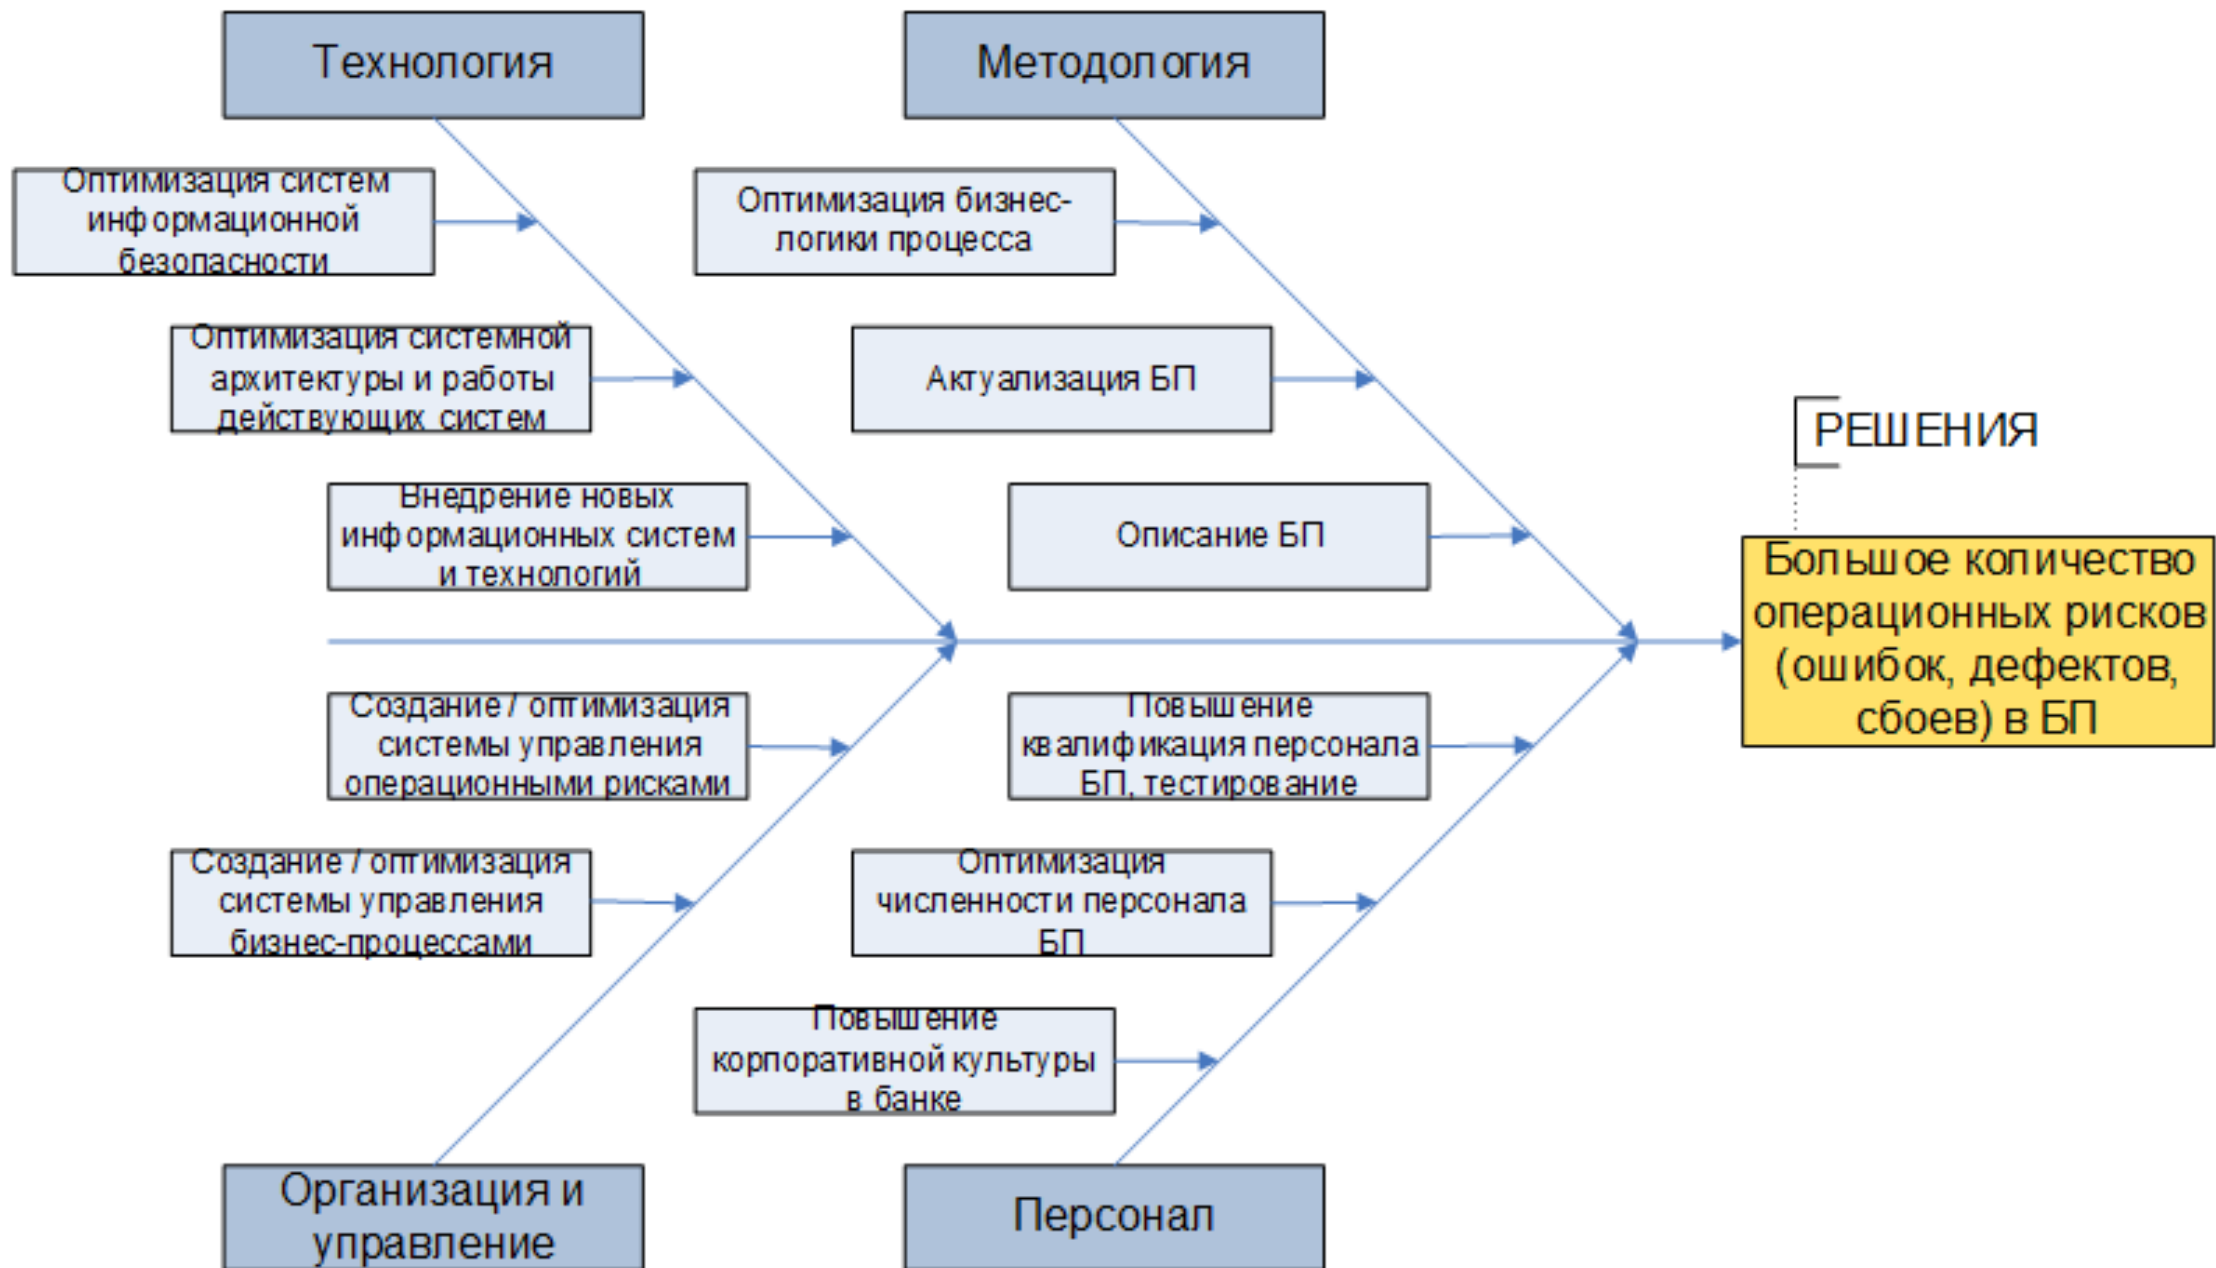 Технология
Методология
Оптимизация систем
информационной
безопасности
Оптимизация бизнес-
логики процесса
Оптимизация системной
архитектуры и работы
действующих систем
Актуализация БП
РЕШЕНИЯ
Внедрение новых
информационных систем
и технологий
Описание БП
Большое количество
операционных рисков
(ошибок, дефектов,
сбоев) в БП
Создание / оптимизация
системы управления
операционными рисками
Повышение
квалификация персонала
БП, тестирование
Создание / оптимизация
системы управления
бизнес-процессами
Оптимизация
численности персонала
БП
Повышение
корпоративной культуры
в банке
Организация и
управление
Персонал